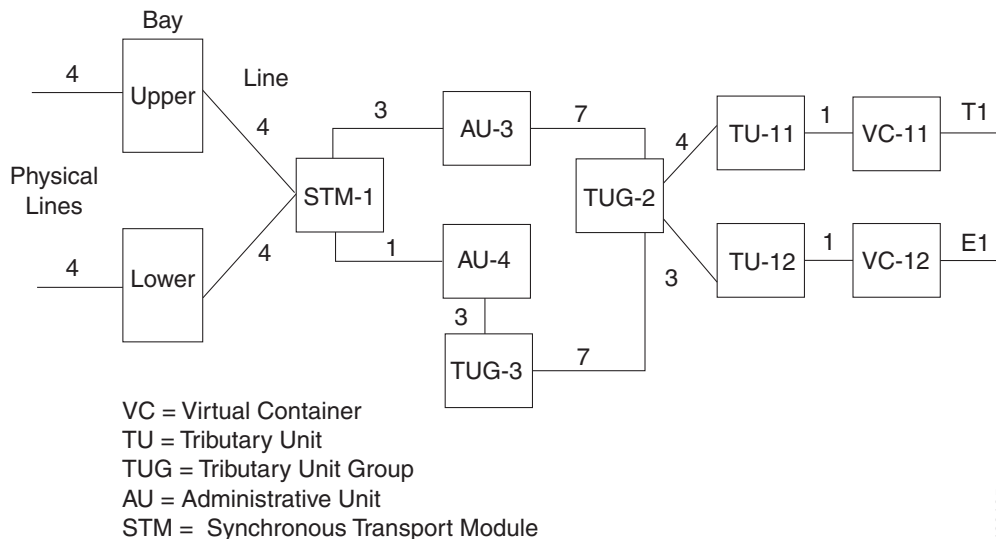 Bay
4
Upper
Line
4
3
AU-3
7
4
TU-11
1
VC-11
T1
Physical
Lines
STM-1
TUG-2
4
Lower
4
1
AU-4
3
TU-12
1
VC-12
E1
3
TUG-3
7
VC = Virtual Container
TU = Tributary Unit
TUG = Tributary Unit Group
AU = Administrative Unit
STM = Synchronous Transport Module